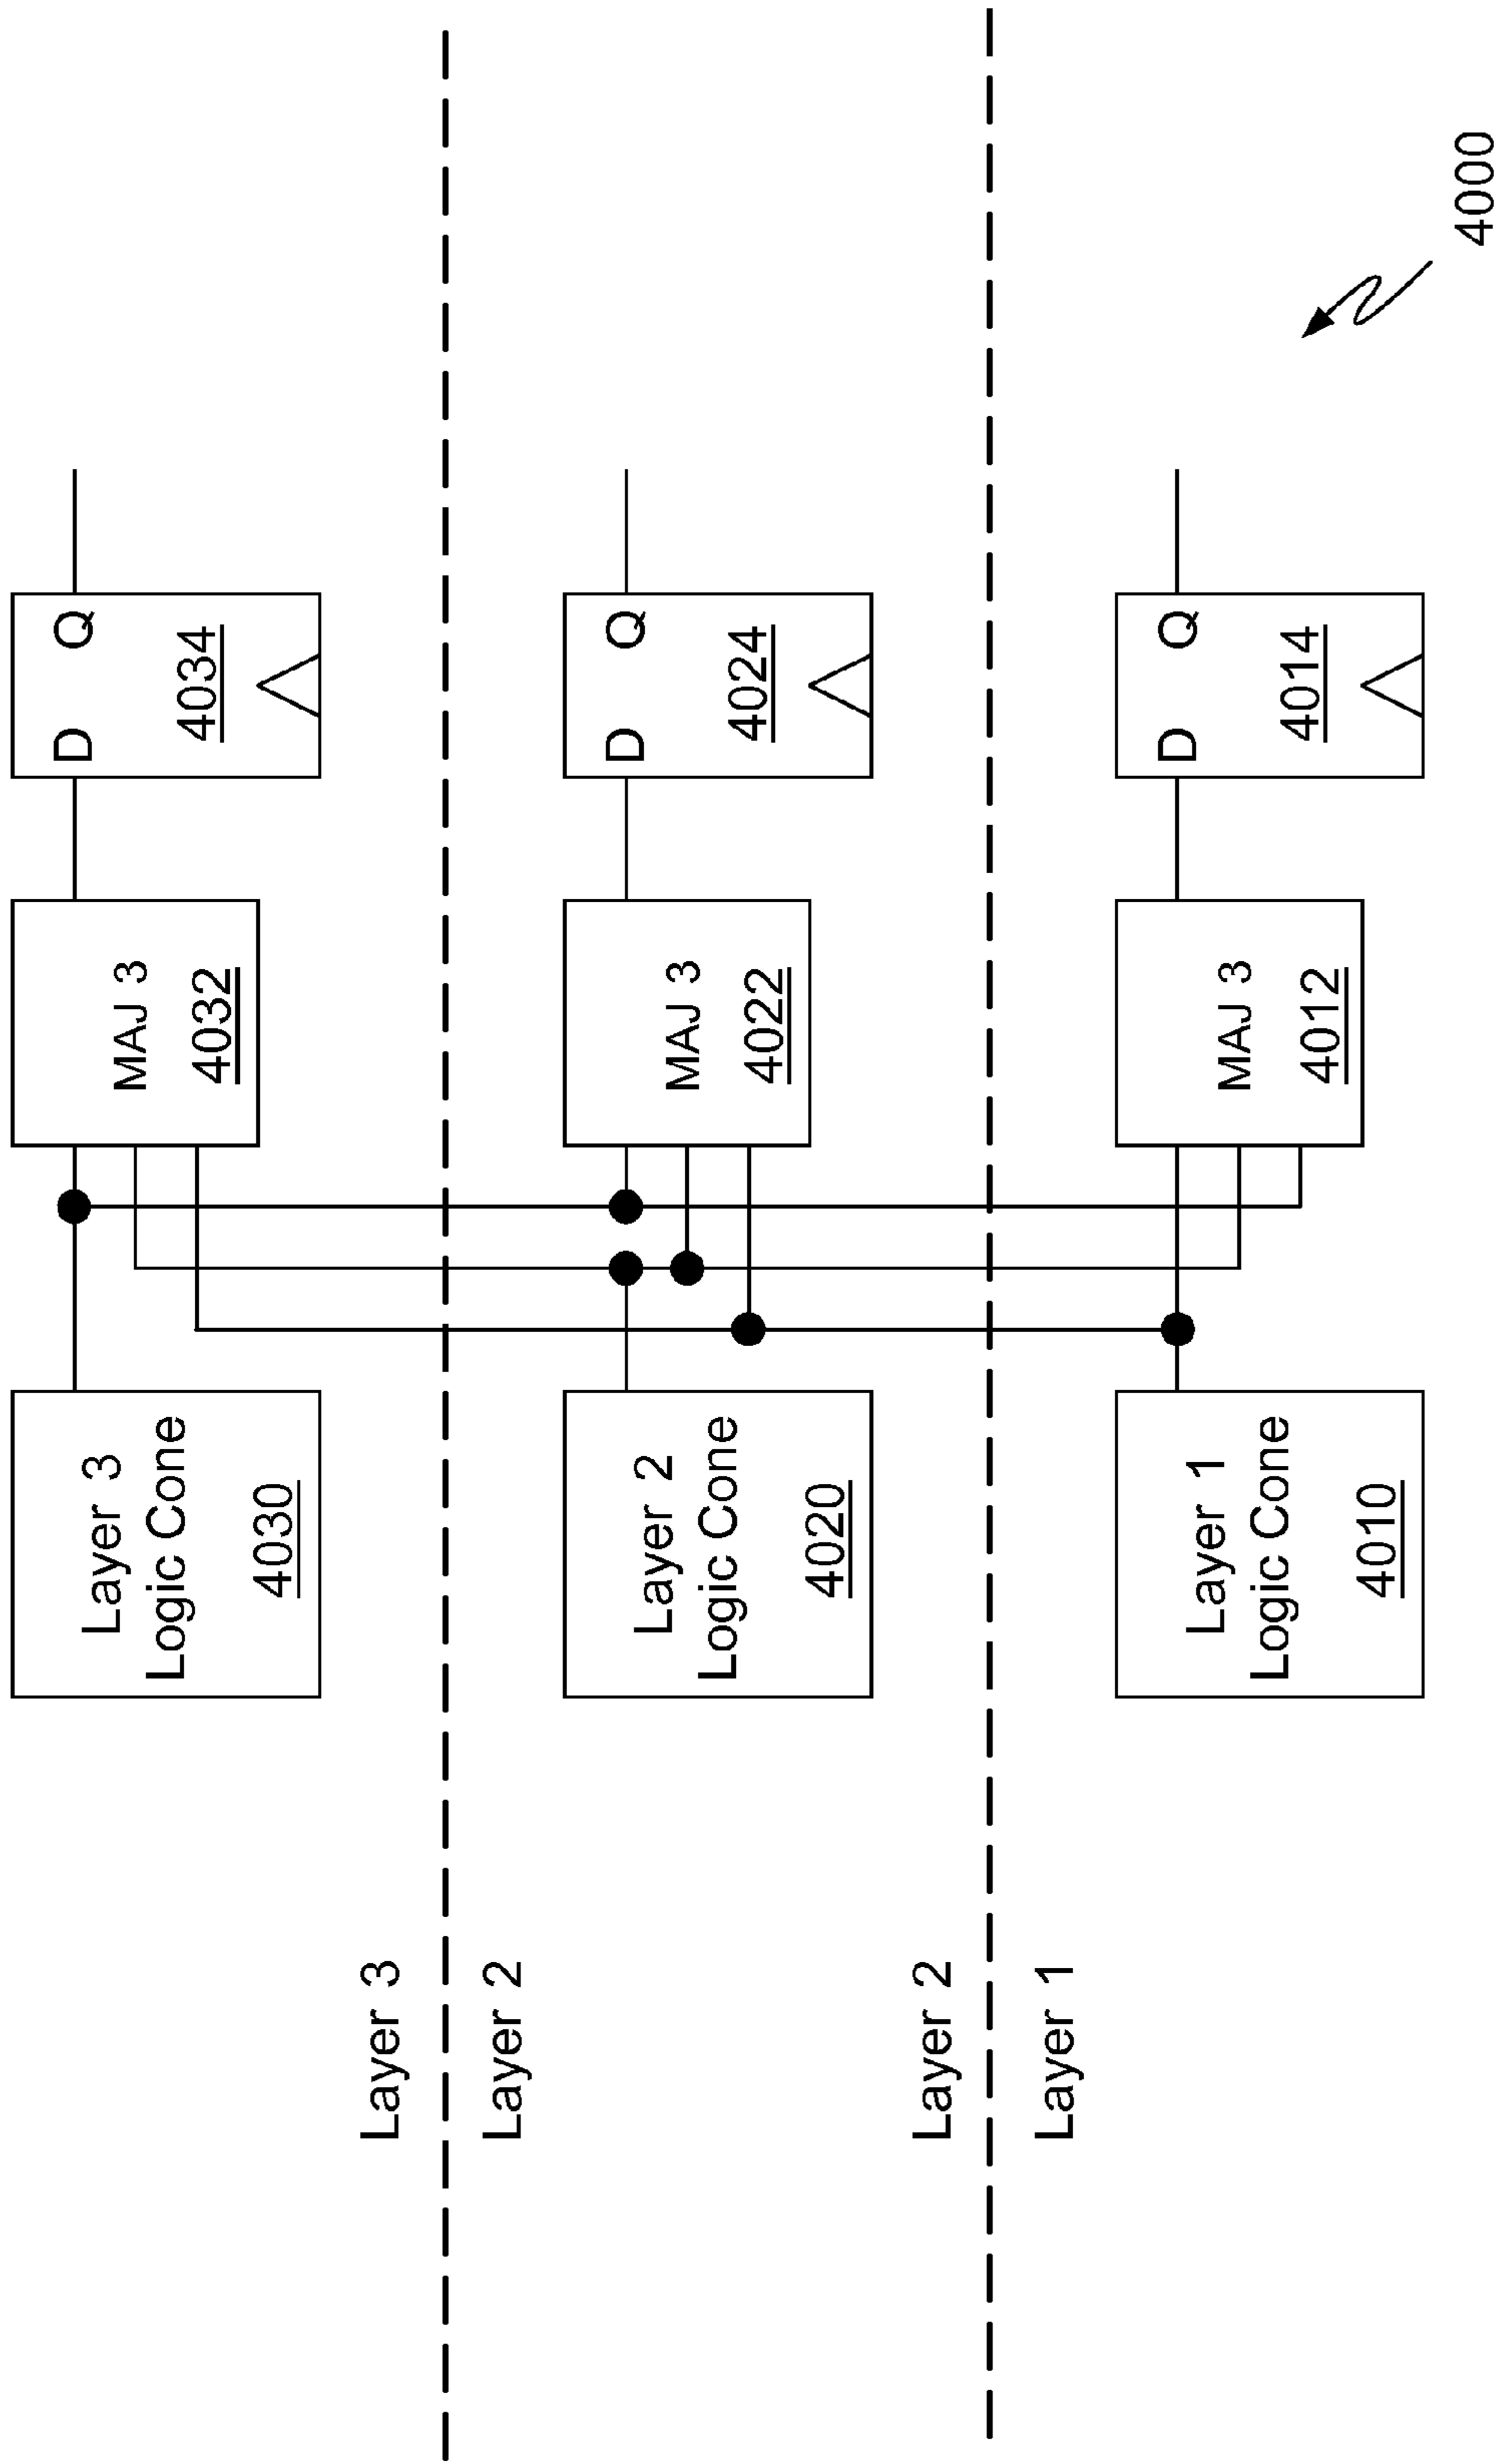 Layer 3
Logic Cone
4030
MAJ 3
4032
D Q
4034
Layer 3
Layer 2
Layer 2
Logic Cone
4020
MAJ 3
4022
D Q
4024
Layer 2
Layer 1
Layer 1
Logic Cone
4010
MAJ 3
4012
D Q
4014
4000